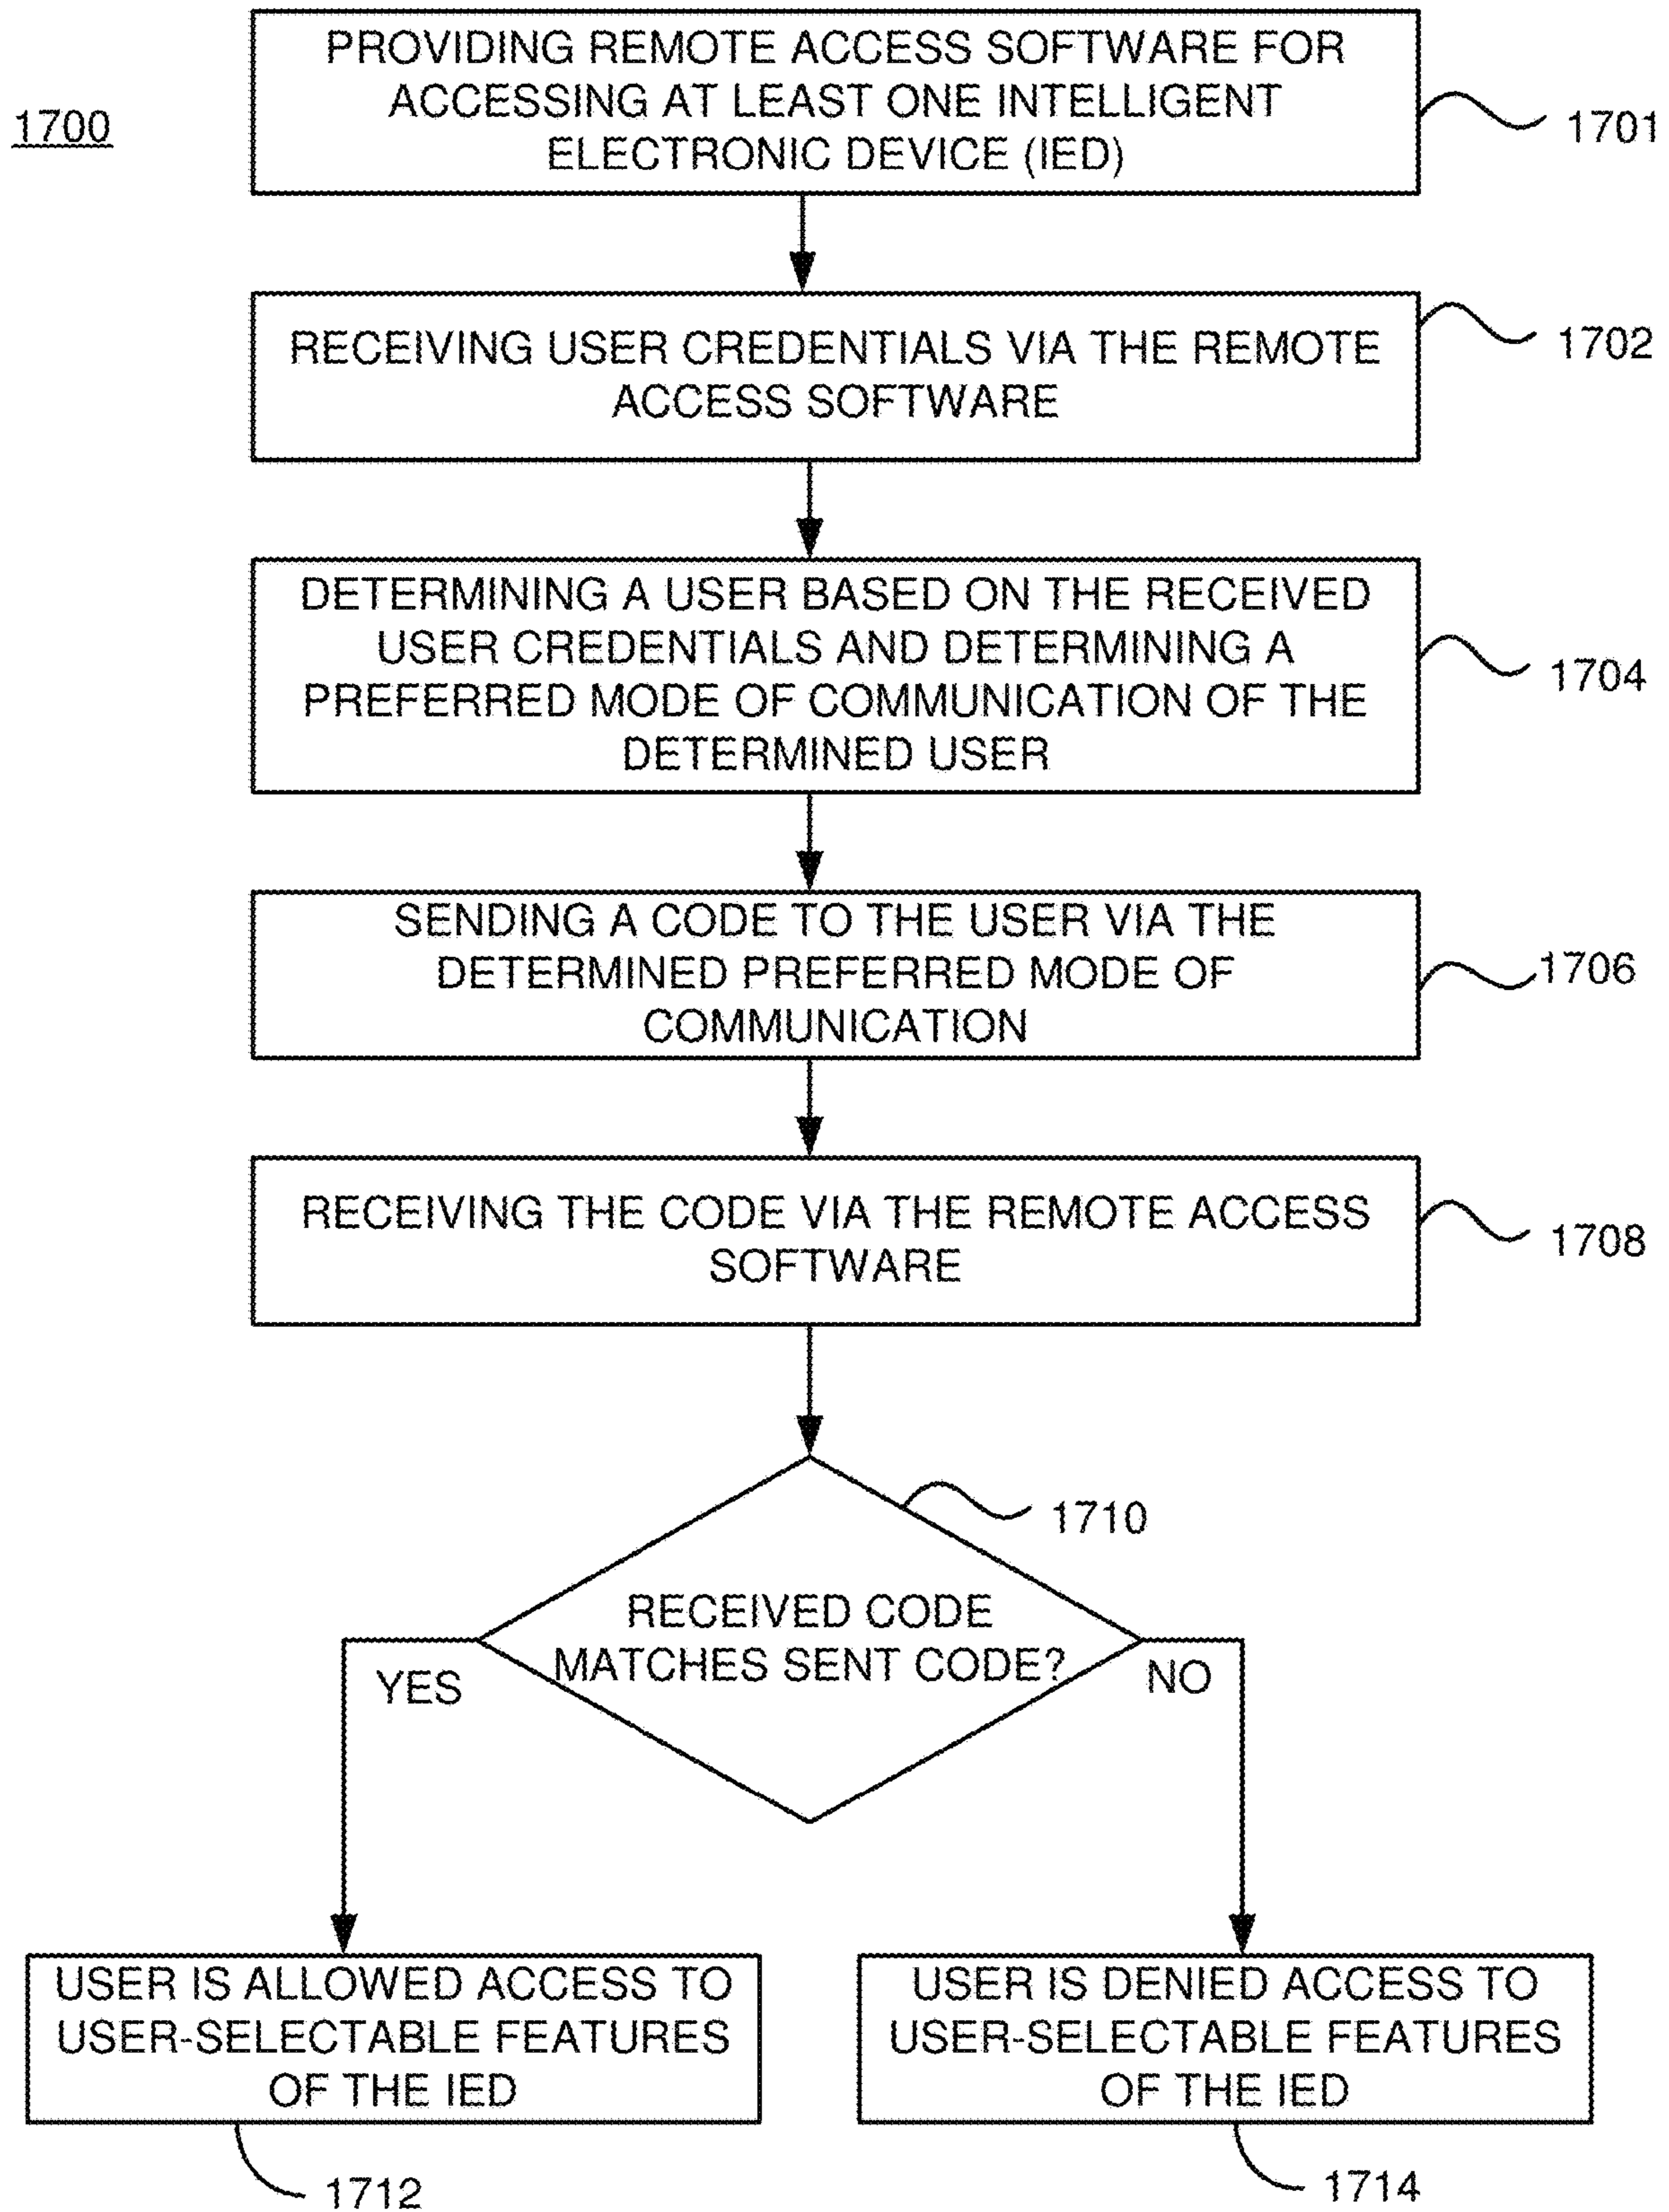 1700
PROVIDING REMOTE ACCESS SOFTWARE FOR
ACCESSING AT LEAST ONE INTELLIGENT
ELECTRONIC DEVICE (IED)
1701
RECEIVING USER CREDENTIALS VIA THE REMOTE
ACCESS SOFTWARE
1702
DETERMINING A USER BASED ON THE RECEIVED
USER CREDENTIALS AND DETERMINING A
PREFERRED MODE OF COMMUNICATION OF THE
DETERMINED USER
1704
SENDING A CODE TO THE USER VIA THE
DETERMINED PREFERRED MODE OF
COMMUNICATION
1706
RECEIVING THE CODE VIA THE REMOTE ACCESS
SOFTWARE
1708
1710
RECEIVED CODE
MATCHES SENT CODE?
YES
NO
USER IS ALLOWED ACCESS TO
USER-SELECTABLE FEATURES
OF THE IED
1712
USER IS DENIED ACCESS TO
USER-SELECTABLE FEATURES
OF THE IED
1714